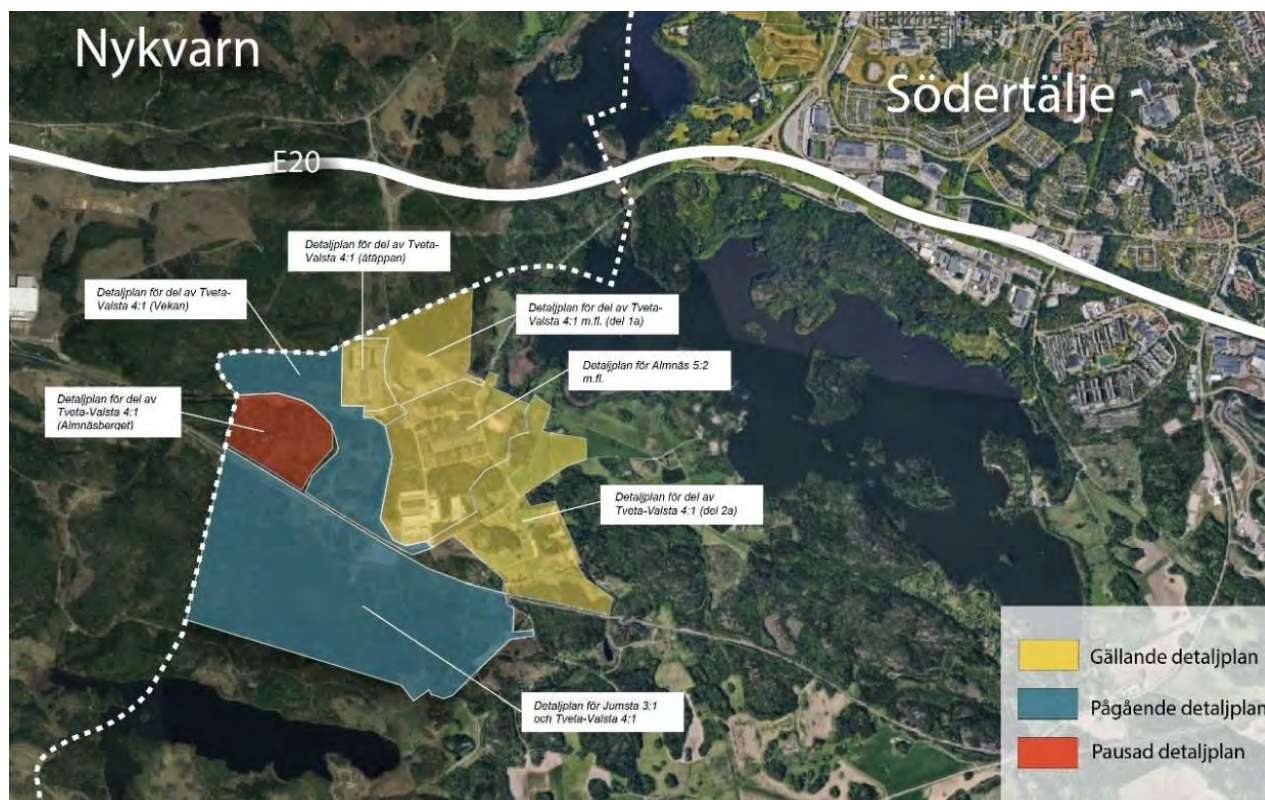 Nykvarn
Södertälje
E20
Detaljplan för del av Tveta-
Valsta 4:1 (åtäppan)
Detaljplan för del av Tveta-
Valsta 4:1 (Vekan)
Detaljplan för del av Tveta-
Valsta 4:1 m.fl. (del 1a)
Detaljplan för Almnäs 5:2
m.fl.
Detaljplan för del av
Tveta-Valsta 4:1
(Almnäsberget)
Detaljplan för del av
Tveta-Valsta 4:1 (del 2a)
Detaljplan för Jumsta 3:1
och Tveta-Valsta 4:1
Gällande detaljplan
Pågående detaljplan
Pausad detaljplan